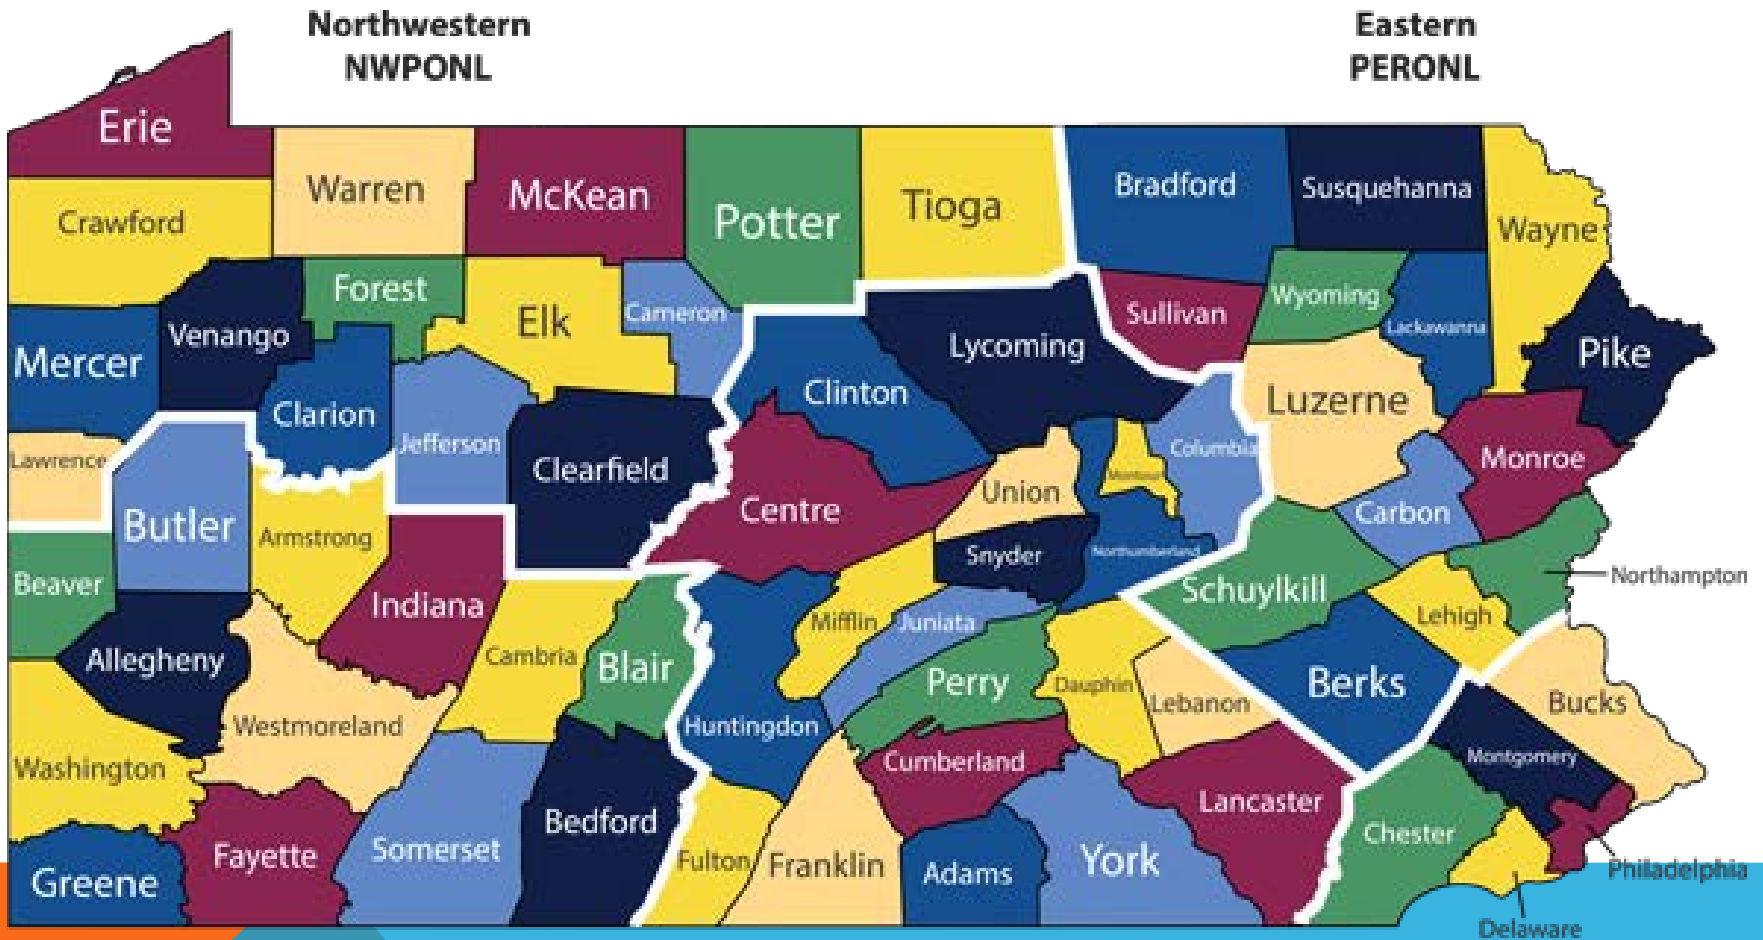 Northwestern
NWPONL
Eastern
PERONL
Erie
Warren
McKean
Potter
Tioga
Bradford
Susquehanna
Wayne
Crawford
Forest
Elk
Cameron
Sullivan
Wyoming
Lackawanna
Pike
Mercer
Venango
Clarion
Jefferson
Clearfield
Clinton
Lycoming
Columbia
Luzerne
Monroe
Lawrence
Butler
Armstrong
Centre
Union
Montour
Carbon
Northampton
Beaver
Indiana
Snyder
Northumberland
Schuylkill
Lehigh
Allegheny
Cambria
Blair
Mifflin
Juniata
Perry
Dauphin
Lebanon
Berks
Bucks
Washington
Westmoreland
Huntingdon
Cumberland
Montgomery
Greene
Fayette
Somerset
Bedford
Fulton
Franklin
Adams
York
Lancaster
Chester
Philadelphia
Delaware